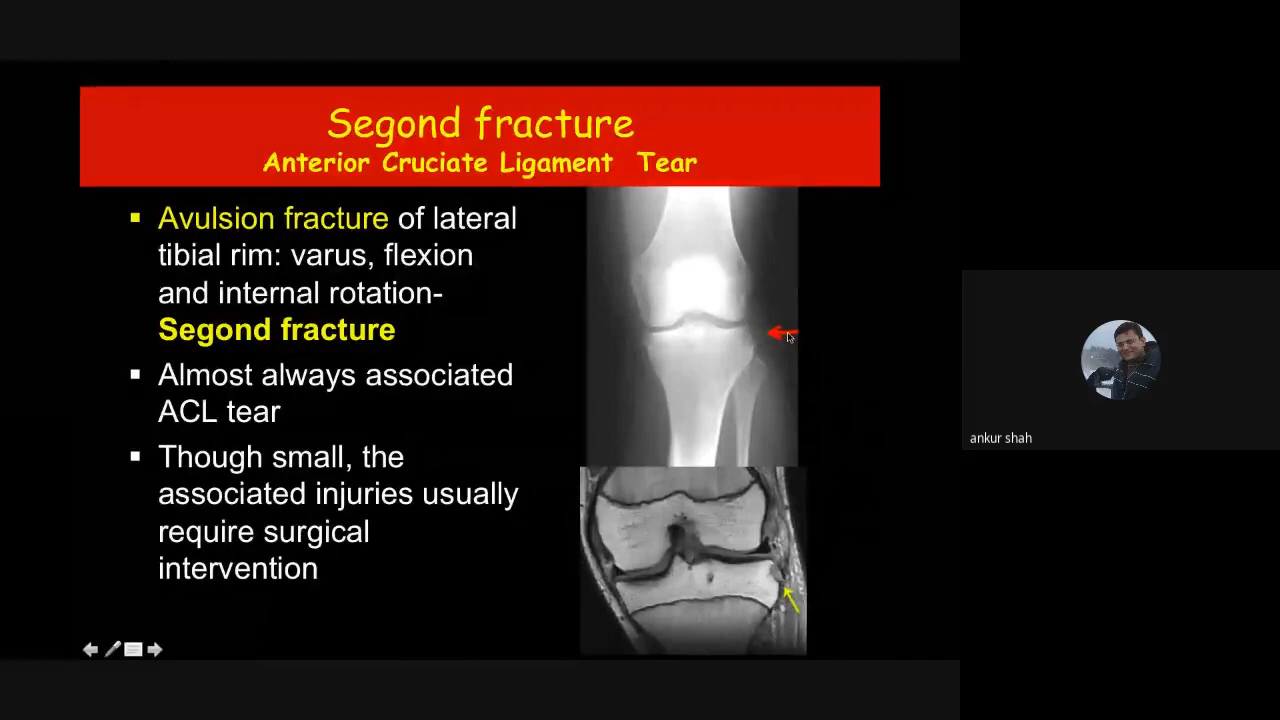 Segond fracture
Anterior Cruciate Ligament Tear
Avulsion fracture of lateral
tibial rim: varus, flexion
and internal rotation-
Segond fracture
Almost always associated
ACL tear
Though small, the
associated injuries usually
require surgical
intervention
ankur shah